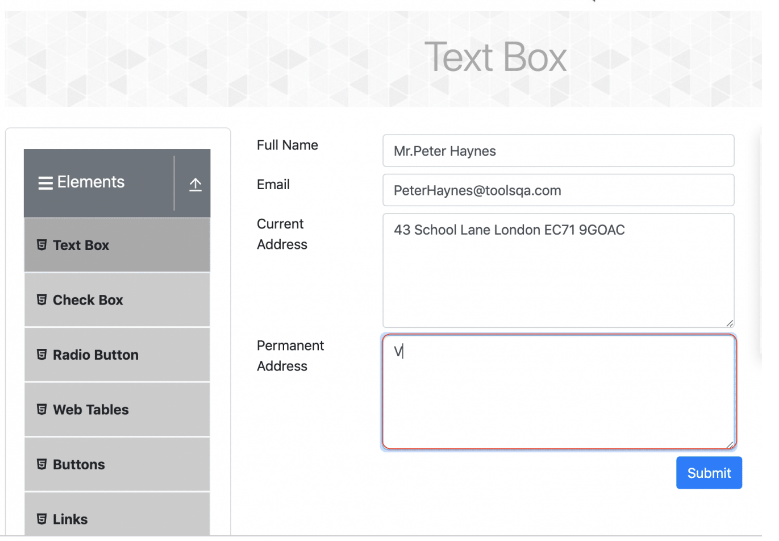 Text Box
Elements
Text Box
Check Box
Radio Button
Web Tables
Buttons
Links
Full Name
Mr.Peter Haynes
Email
PeterHaynes@toolsqa.com
Current
Address
43 School Lane London EC71 9GOAC
Permanent
Address
V
Submit